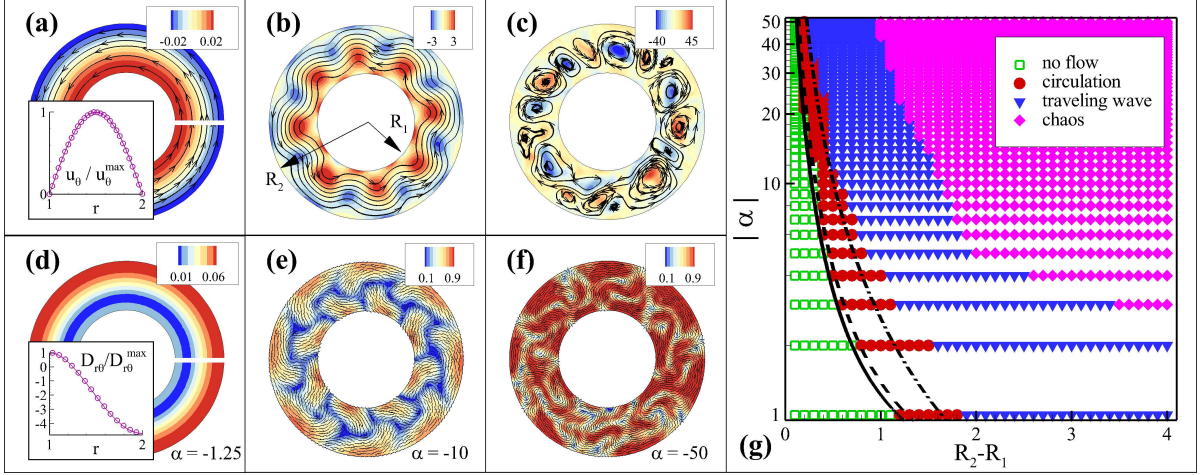 (a)
-0.02 0.02
1
0
u_θ / u_θ^max
1 r 2
(b)
-3 3
R_1
R_2
(c)
-40 45
(d)
0.01 0.06
1
0
-1
-2
-3
-4
D_rθ/D_rθ^max
1 r 2
α = -1.25
(e)
0.1 0.9
α = -10
(f)
0.1 0.9
α = -50
50
40
30
20
10
1
| α |
no flow
circulation
traveling wave
chaos
0 1 2 3 4
R_2-R_1
(g)